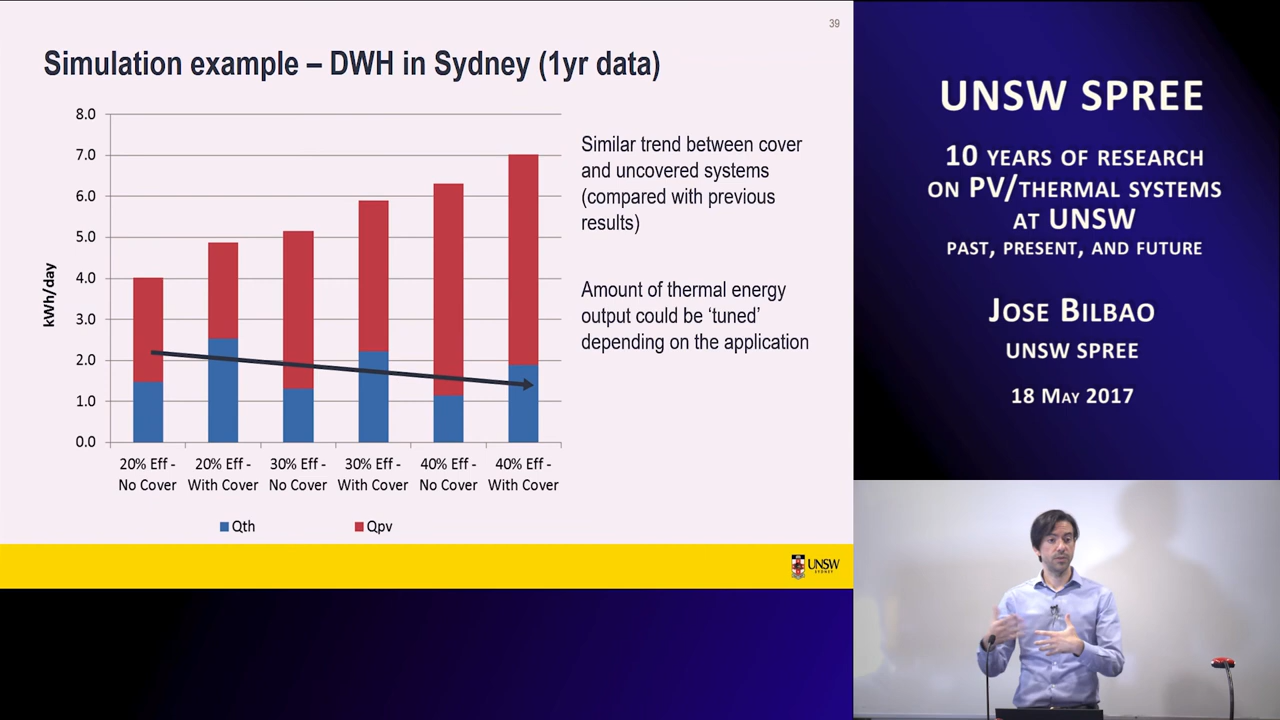 39
Simulation example – DWH in Sydney (1yr data)
8.0
7.0
6.0
5.0
4.0
3.0
2.0
1.0
0.0
kWh/day
20% Eff -
No Cover
20% Eff -
With Cover
30% Eff -
No Cover
30% Eff -
With Cover
40% Eff -
No Cover
40% Eff -
With Cover
Qth
Qpv
Similar trend between cover
and uncovered systems
(compared with previous
results)
Amount of thermal energy
output could be ‘tuned’
depending on the application
UNSW
SYDNEY
UNSW SPREE
10 YEARS OF RESEARCH
ON PV/THERMAL SYSTEMS
AT UNSW
PAST, PRESENT, AND FUTURE
JOSE BILBAO
UNSW SPREE
18 MAY 2017